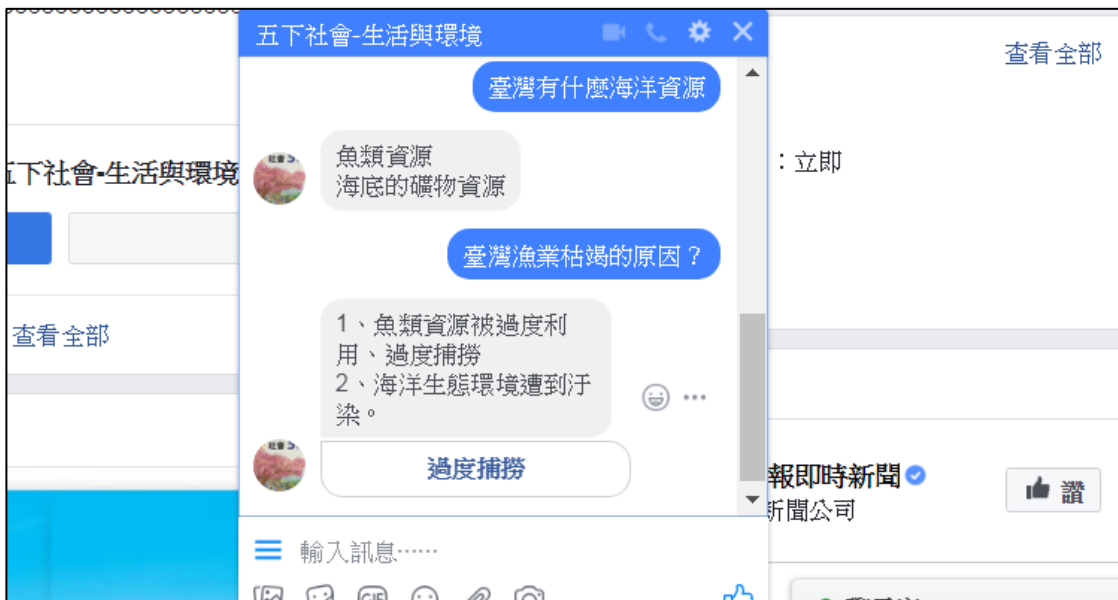 五下社會-生活與環境
臺灣有什麼海洋資源
魚類資源
海底的礦物資源
臺灣漁業枯竭的原因？
1、魚類資源被過度利
用、過度捕撈
2、海洋生態環境遭到汙
染。
過度捕撈
輸入訊息……
GIF
下社會-生活與環境
查看全部
查看全部
：立即
報即時新聞
新聞公司
讚